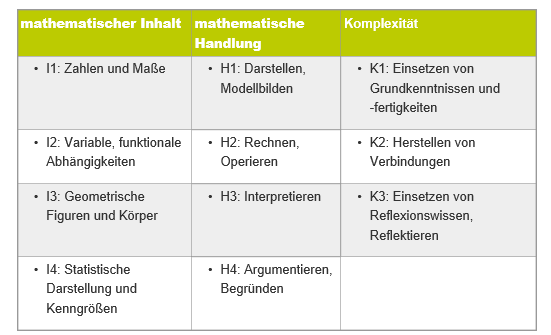 mathematischer Inhalt
mathematische
Handlung
Komplexität
• I1: Zahlen und Maße
• H1: Darstellen,
Modellbilden
• K1: Einsetzen von
Grundkenntnissen und
-fertigkeiten
• I2: Variable, funktionale
Abhängigkeiten
• H2: Rechnen,
Operieren
• K2: Herstellen von
Verbindungen
• I3: Geometrische
Figuren und Körper
• H3: Interpretieren
• K3: Einsetzen von
Reflexionswissen,
Reflektieren
• I4: Statistische
Darstellung und
Kenngrößen
• H4: Argumentieren,
Begründen